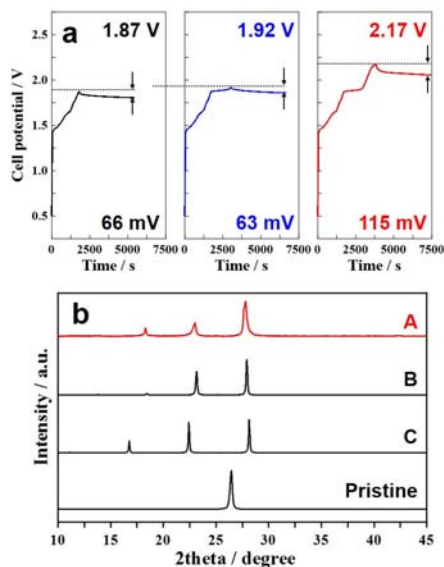 a
1.87 V
1.92 V
2.17 V
Cell potential / V
2.5
2.0
1.5
1.0
0.5
66 mV
63 mV
115 mV
0 2500 5000 7500
0 2500 5000 7500
0 2500 5000 7500
Time / s
Time / s
Time / s
b
A
B
C
Pristine
Intensity / a.u.
10 15 20 25 30 35 40 45
2theta / degree